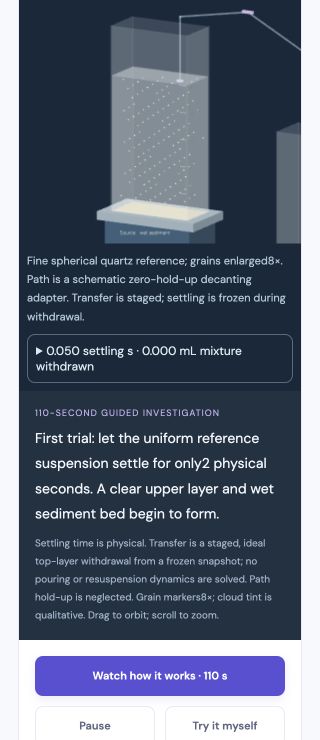 Source · wet sediment
Fine spherical quartz reference; grains enlarged8×.
Path is a schematic zero-hold-up decanting
adapter. Transfer is staged; settling is frozen during
withdrawal.
▶ 0.050 settling s · 0.000 mL mixture
withdrawn
110-SECOND GUIDED INVESTIGATION
First trial: let the uniform reference
suspension settle for only2 physical
seconds. A clear upper layer and wet
sediment bed begin to form.
Settling time is physical. Transfer is a staged, ideal
top-layer withdrawal from a frozen snapshot; no
pouring or resuspension dynamics are solved. Path
hold-up is neglected. Grain markers8×; cloud tint is
qualitative. Drag to orbit; scroll to zoom.
Watch how it works · 110 s
Pause
Try it myself